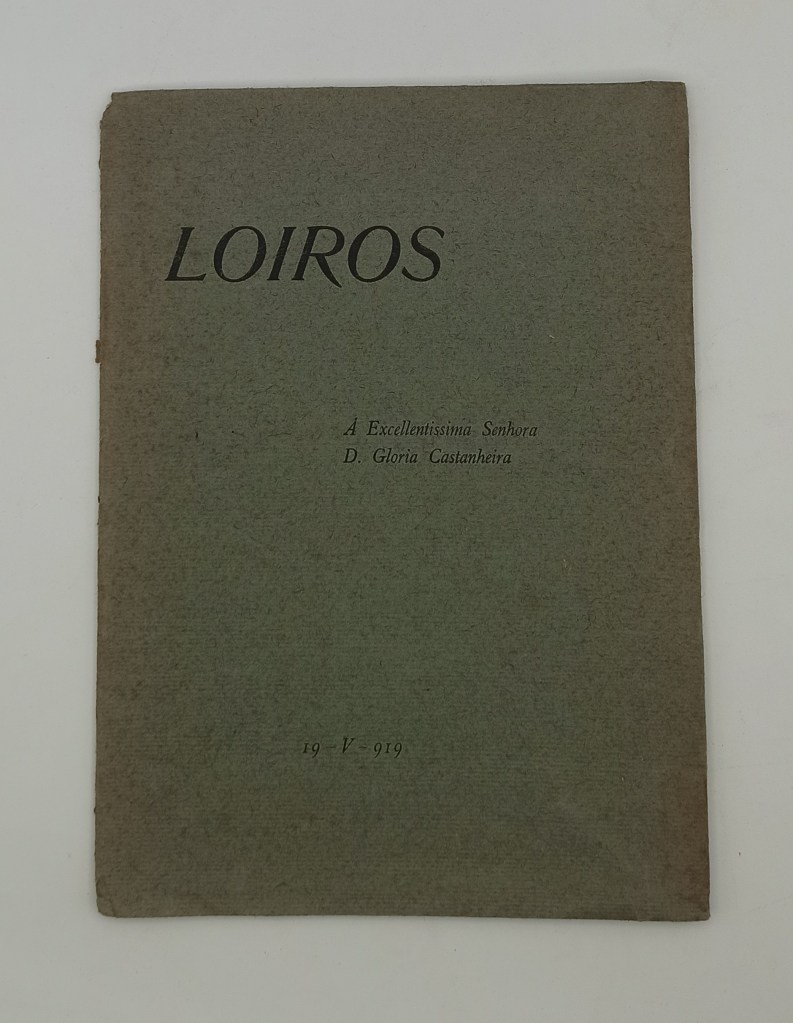 LOIROS
Á Excellentissima Senhora
D. Gloria Castanheira
19-V-919